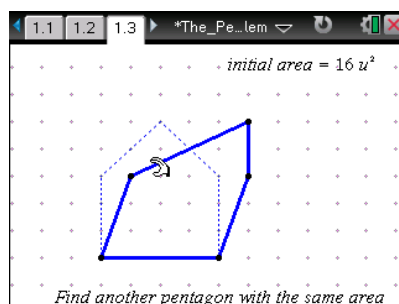 1.1 1.2 1.3 *The_Pe...lem
initial area = 16 u²
Find another pentagon with the same area